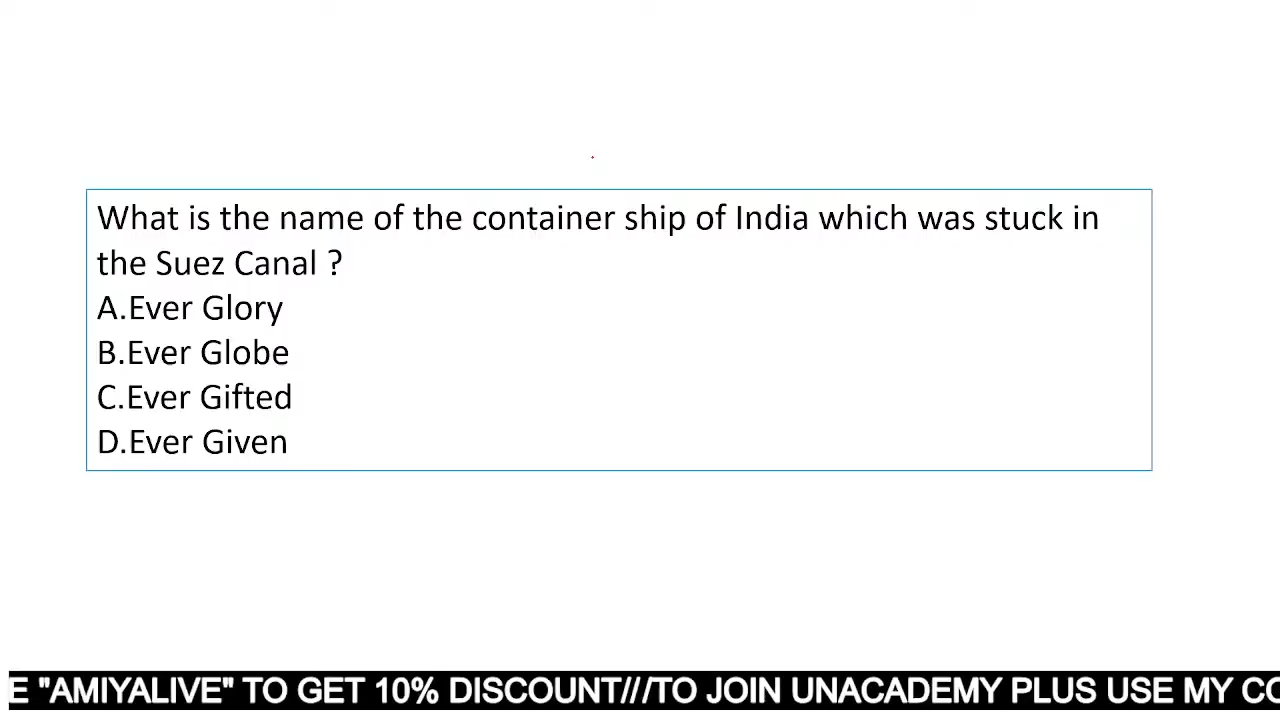 What is the name of the container ship of India which was stuck in
the Suez Canal ?
A.Ever Glory
B.Ever Globe
C.Ever Gifted
D.Ever Given
E "AMIYALIVE" TO GET 10% DISCOUNT///TO JOIN UNACADEMY PLUS USE MY CO